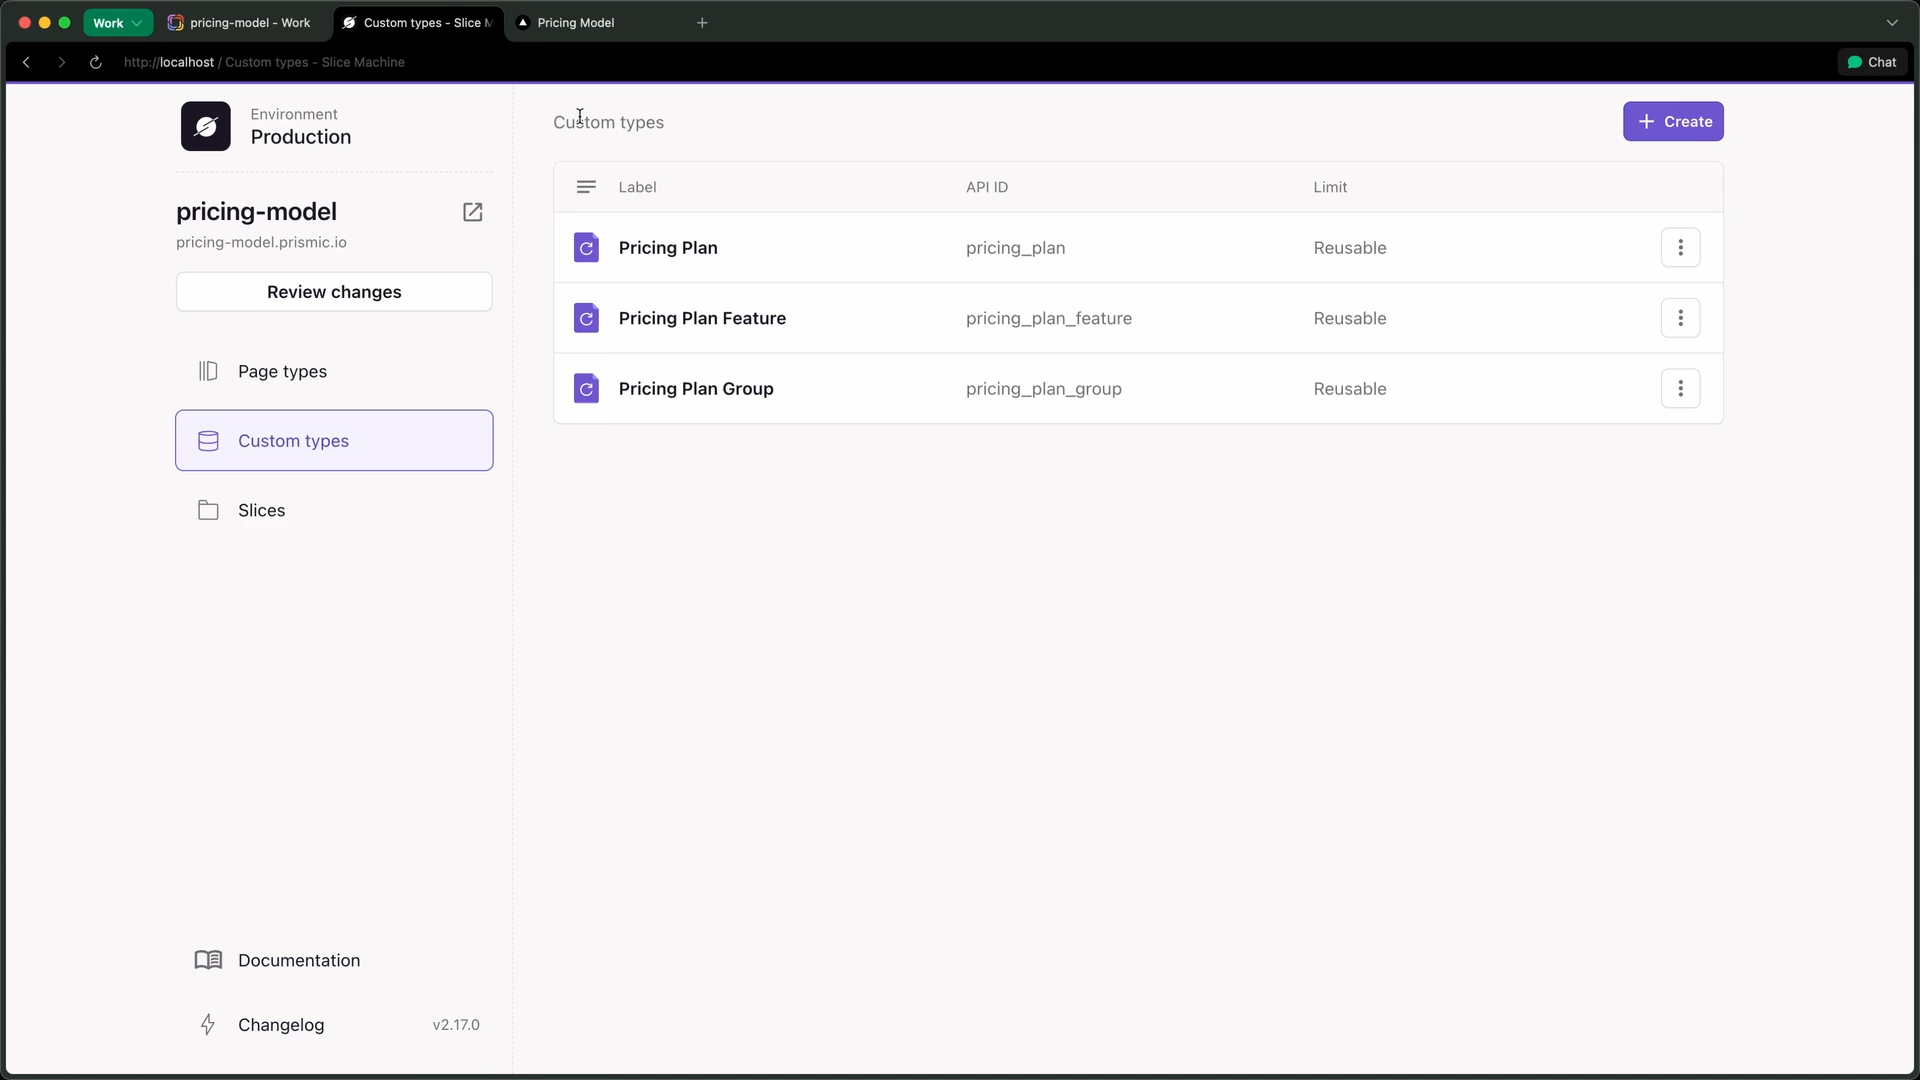 Work
pricing-model - Work
Custom types - Slice M
Pricing Model
http://localhost / Custom types - Slice Machine
Chat
Environment
Production
pricing-model
pricing-model.prismic.io
Review changes
Page types
Custom types
Slices
Documentation
Changelog
v2.17.0
Custom types
Create
Label
API ID
Limit
Pricing Plan
pricing_plan
Reusable
Pricing Plan Feature
pricing_plan_feature
Reusable
Pricing Plan Group
pricing_plan_group
Reusable